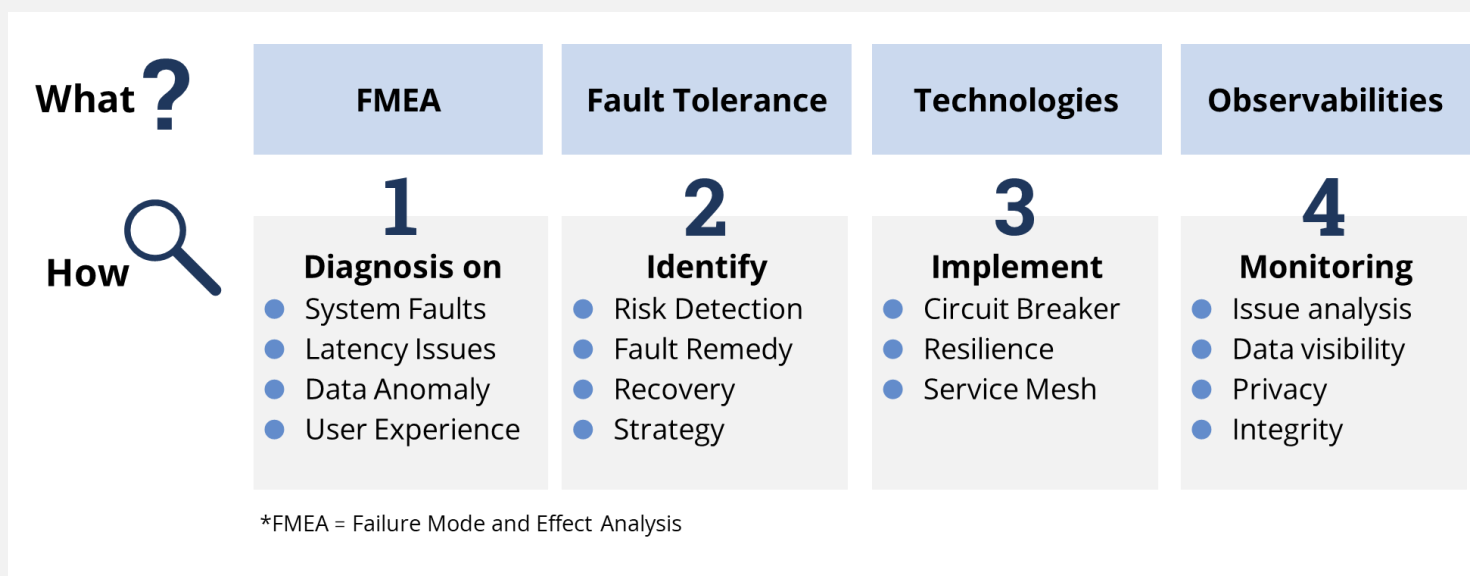 What ?
FMEA
Fault Tolerance
Technologies
Observabilities
How
1
Diagnosis on
System Faults
Latency Issues
Data Anomaly
User Experience
2
Identify
Risk Detection
Fault Remedy
Recovery
Strategy
3
Implement
Circuit Breaker
Resilience
Service Mesh
4
Monitoring
Issue analysis
Data visibility
Privacy
Integrity
*FMEA = Failure Mode and Effect Analysis